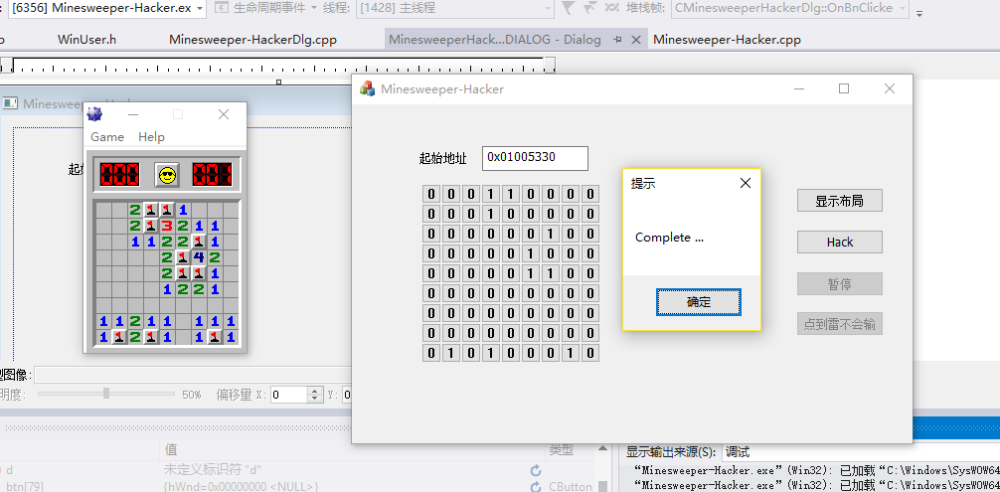 [6356] Minesweeper-Hacker.ex 生命周期事件 线程: [1428] 主线程 堆栈帧: CMinesweeperHackerDlg::OnBnClicke
WinUser.h Minesweeper-HackerDlg.cpp MinesweeperHack...DIALOG - Dialog Minesweeper-Hacker.cpp
Minesweeper-Hacker
Game Help
000
2 1 1 1
2 1 3 2 1 1
1 1 2 2 1 1
2 1 4 2
2 1 1 1
1 2 2 1
1 1 2 1 1 1 1 1
1 1 2 1 1 1 1 1
Minesweeper-Hacker
起始地址 0x01005330
0 0 0 1 1 0 0 0 0
0 0 0 1 0 0 0 0 0
0 0 0 0 0 0 1 0 0
0 0 0 0 0 1 0 0 0
0 0 0 0 0 1 1 0 0
0 0 0 0 0 0 0 0 0
0 0 0 0 0 0 0 0 0
0 0 0 0 0 0 0 0 0
0 1 0 1 0 0 0 1 0
提示
Complete ...
确定
显示布局
Hack
暂停
点到雷不会输
型图像:
明度: 50% 偏移量 X: 0 Y: 0
值 类型
d 未定义标识符 "d"
btn[79] {hWnd=0x00000000 <NULL>} CButton
显示输出来源(S): 调试
“Minesweeper-Hacker.exe”(Win32): 已加载“C:\Windows\SysWOW64
“Minesweeper-Hacker.exe”(Win32): 已加载“C:\Windows\SysWOW64